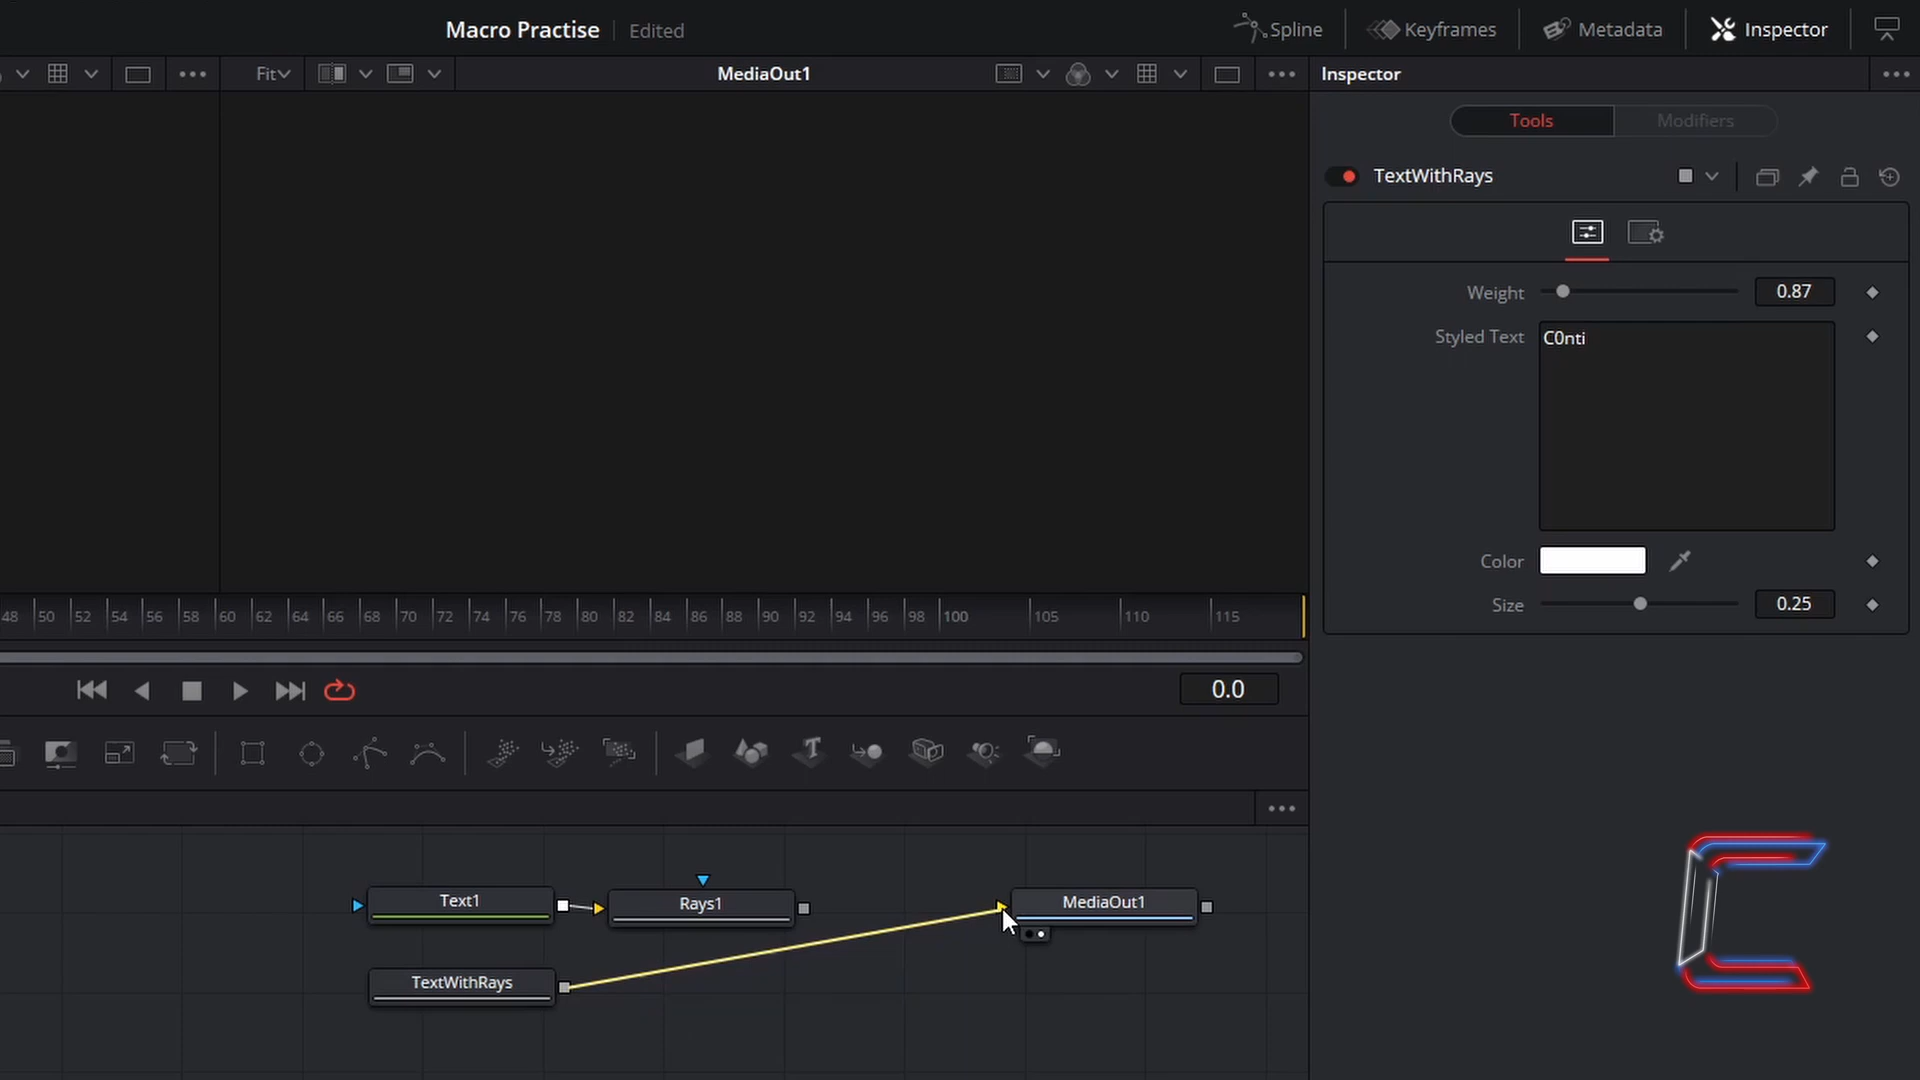 Macro Practise Edited
Spline Keyframes Metadata Inspector
Fit MediaOut1 Inspector
Tools Modifiers
TextWithRays
Weight 0.87
Styled Text C0nti
Color
Size 0.25
48 50 52 54 56 58 60 62 64 66 68 70 72 74 76 78 80 82 84 86 88 90 92 94 96 98 100 105 110 115
0.0
Text1 Rays1 MediaOut1
TextWithRays